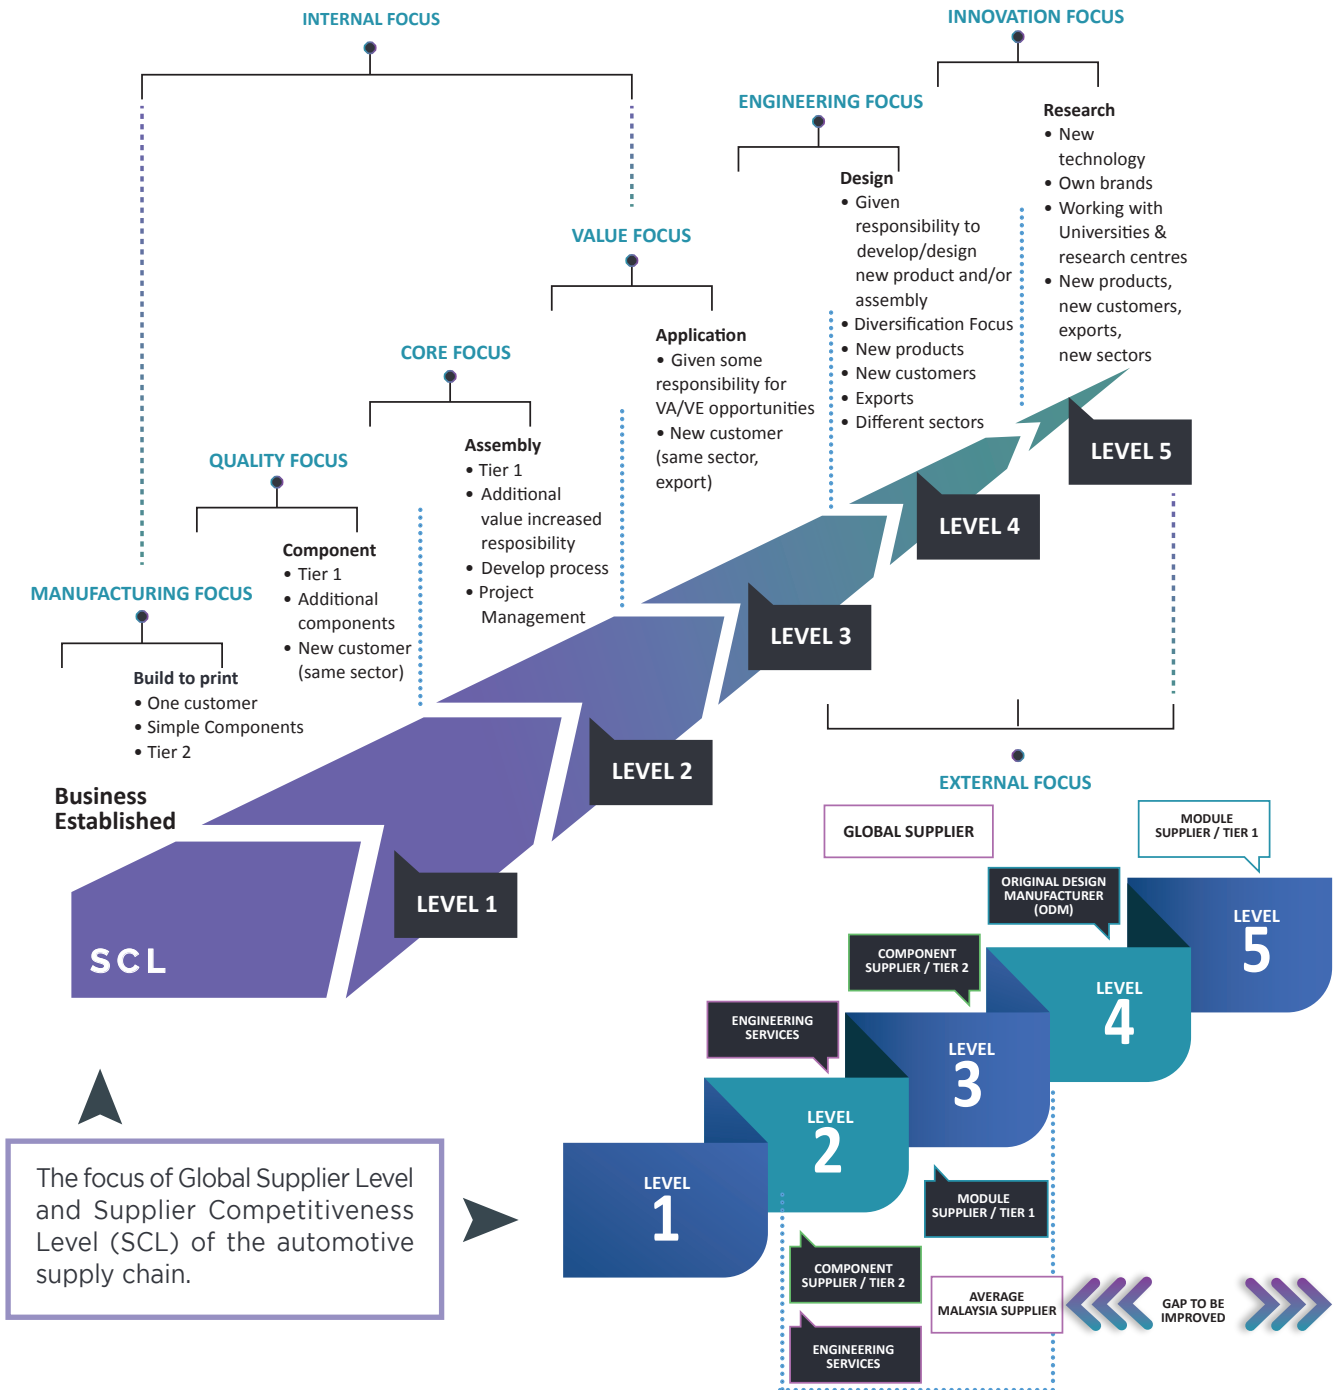 INTERNAL FOCUS
INNOVATION FOCUS
ENGINEERING FOCUS
Research
• New
technology
• Own brands
• Working with
Universities &
research centres
• New products,
new customers,
exports,
new sectors
Design
• Given
responsibility to
develop/design
new product and/or
assembly
• Diversification Focus
• New products
• New customers
• Exports
• Different sectors
VALUE FOCUS
Application
• Given some
responsibility for
VA/VE opportunities
• New customer
(same sector,
export)
CORE FOCUS
Assembly
• Tier 1
• Additional
value increased
resposibility
• Develop process
• Project
Management
QUALITY FOCUS
Component
• Tier 1
• Additional
components
• New customer
(same sector)
MANUFACTURING FOCUS
Build to print
• One customer
• Simple Components
• Tier 2
Business
Established
SCL
LEVEL 1
LEVEL 2
LEVEL 3
LEVEL 4
LEVEL 5
EXTERNAL FOCUS
GLOBAL SUPPLIER
MODULE
SUPPLIER / TIER 1
ORIGINAL DESIGN
MANUFACTURER
(ODM)
COMPONENT
SUPPLIER / TIER 2
ENGINEERING
SERVICES
LEVEL
5
LEVEL
4
LEVEL
3
LEVEL
2
LEVEL
1
MODULE
SUPPLIER / TIER 1
COMPONENT
SUPPLIER / TIER 2
ENGINEERING
SERVICES
AVERAGE
MALAYSIA SUPPLIER
GAP TO BE
IMPROVED
The focus of Global Supplier Level
and Supplier Competitiveness
Level (SCL) of the automotive
supply chain.